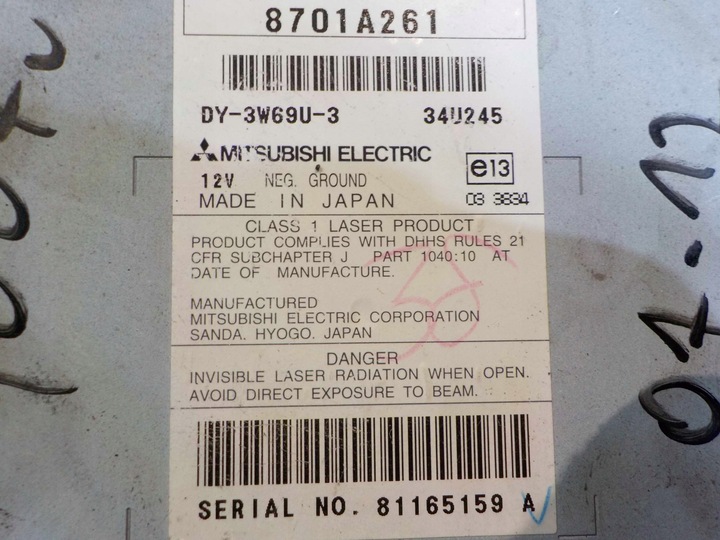 8701A261
DY-3W69U-3 34U245
MITSUBISHI ELECTRIC e13
12V NEG. GROUND
MADE IN JAPAN 03 3834
CLASS 1 LASER PRODUCT
PRODUCT COMPLIES WITH DHHS RULES 21
CFR SUBCHAPTER J PART 1040:10 AT
DATE OF MANUFACTURE.
MANUFACTURED
MITSUBISHI ELECTRIC CORPORATION
SANDA. HYOGO. JAPAN
DANGER
INVISIBLE LASER RADIATION WHEN OPEN.
AVOID DIRECT EXPOSURE TO BEAM.
SERIAL NO. 81165159 A